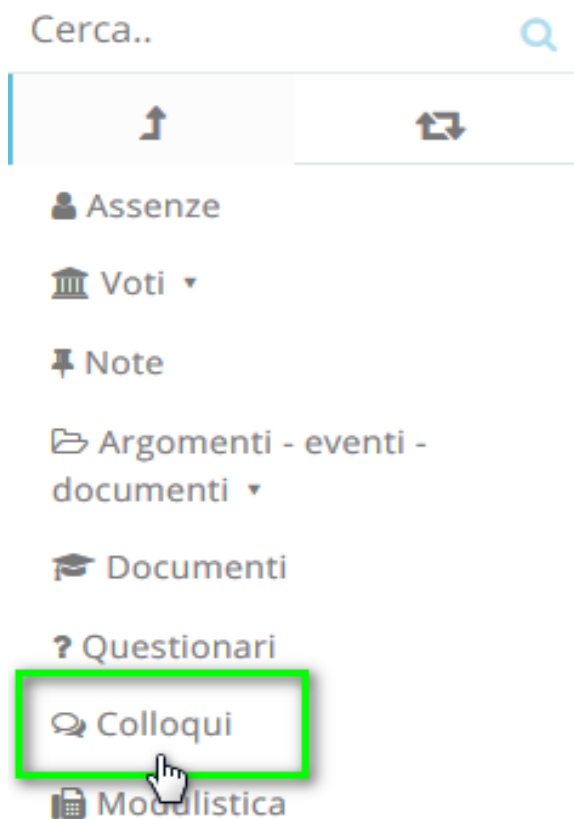 Cerca..
Assenze
Voti
Note
Argomenti - eventi -
documenti
Documenti
? Questionari
Colloqui
Modulistica